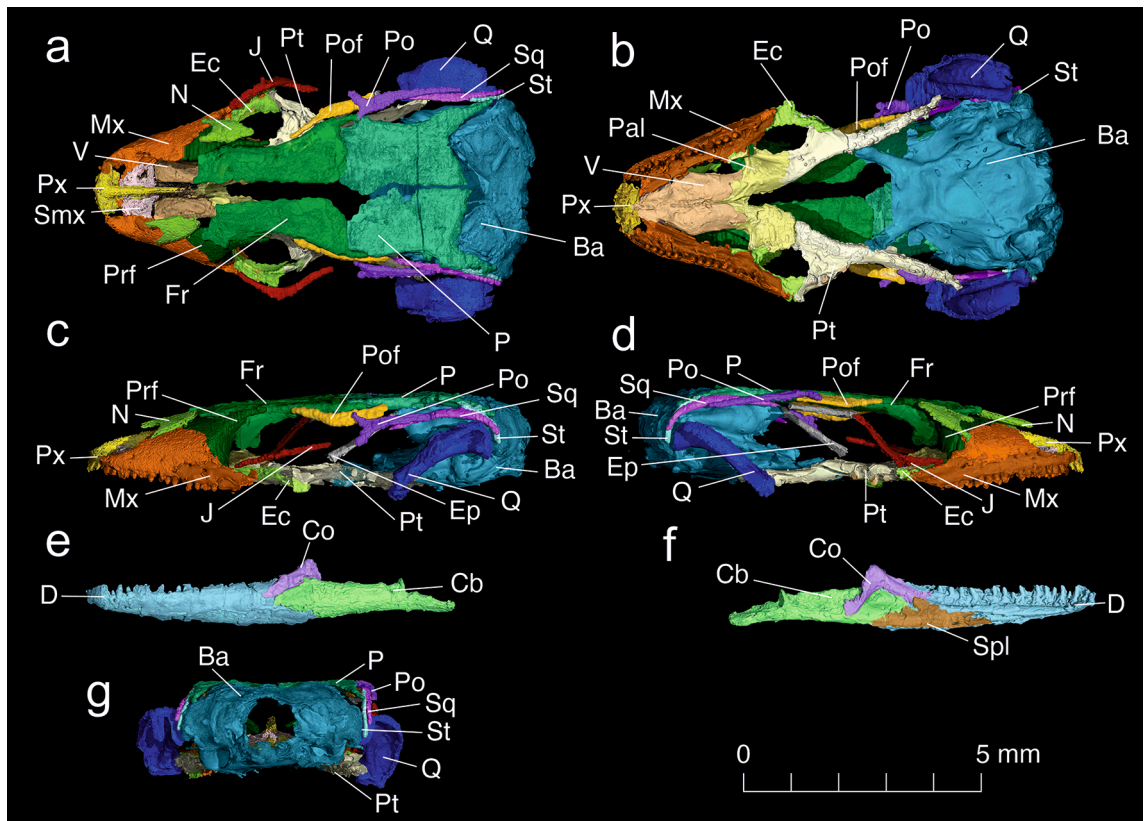 a
J
Pt
Pof
Po
Q
Ec
Sq
St
N
Mx
V
Px
Smx
Prf
Fr
P
Ba
b
Po
Q
Ec
Pof
St
Mx
Pal
V
Ba
Px
Pt
c
Pof
Fr
P
Po
Prf
Sq
N
St
Px
Ba
Mx
J
Ec
Pt
Ep
Q
d
P
Pof
Po
Fr
Sq
Prf
Ba
N
St
Px
Ep
Q
Pt
Ec
J
Mx
e
Co
Cb
D
f
Co
Cb
D
Spl
g
Ba
P
Po
Sq
St
Q
Pt
0 5 mm